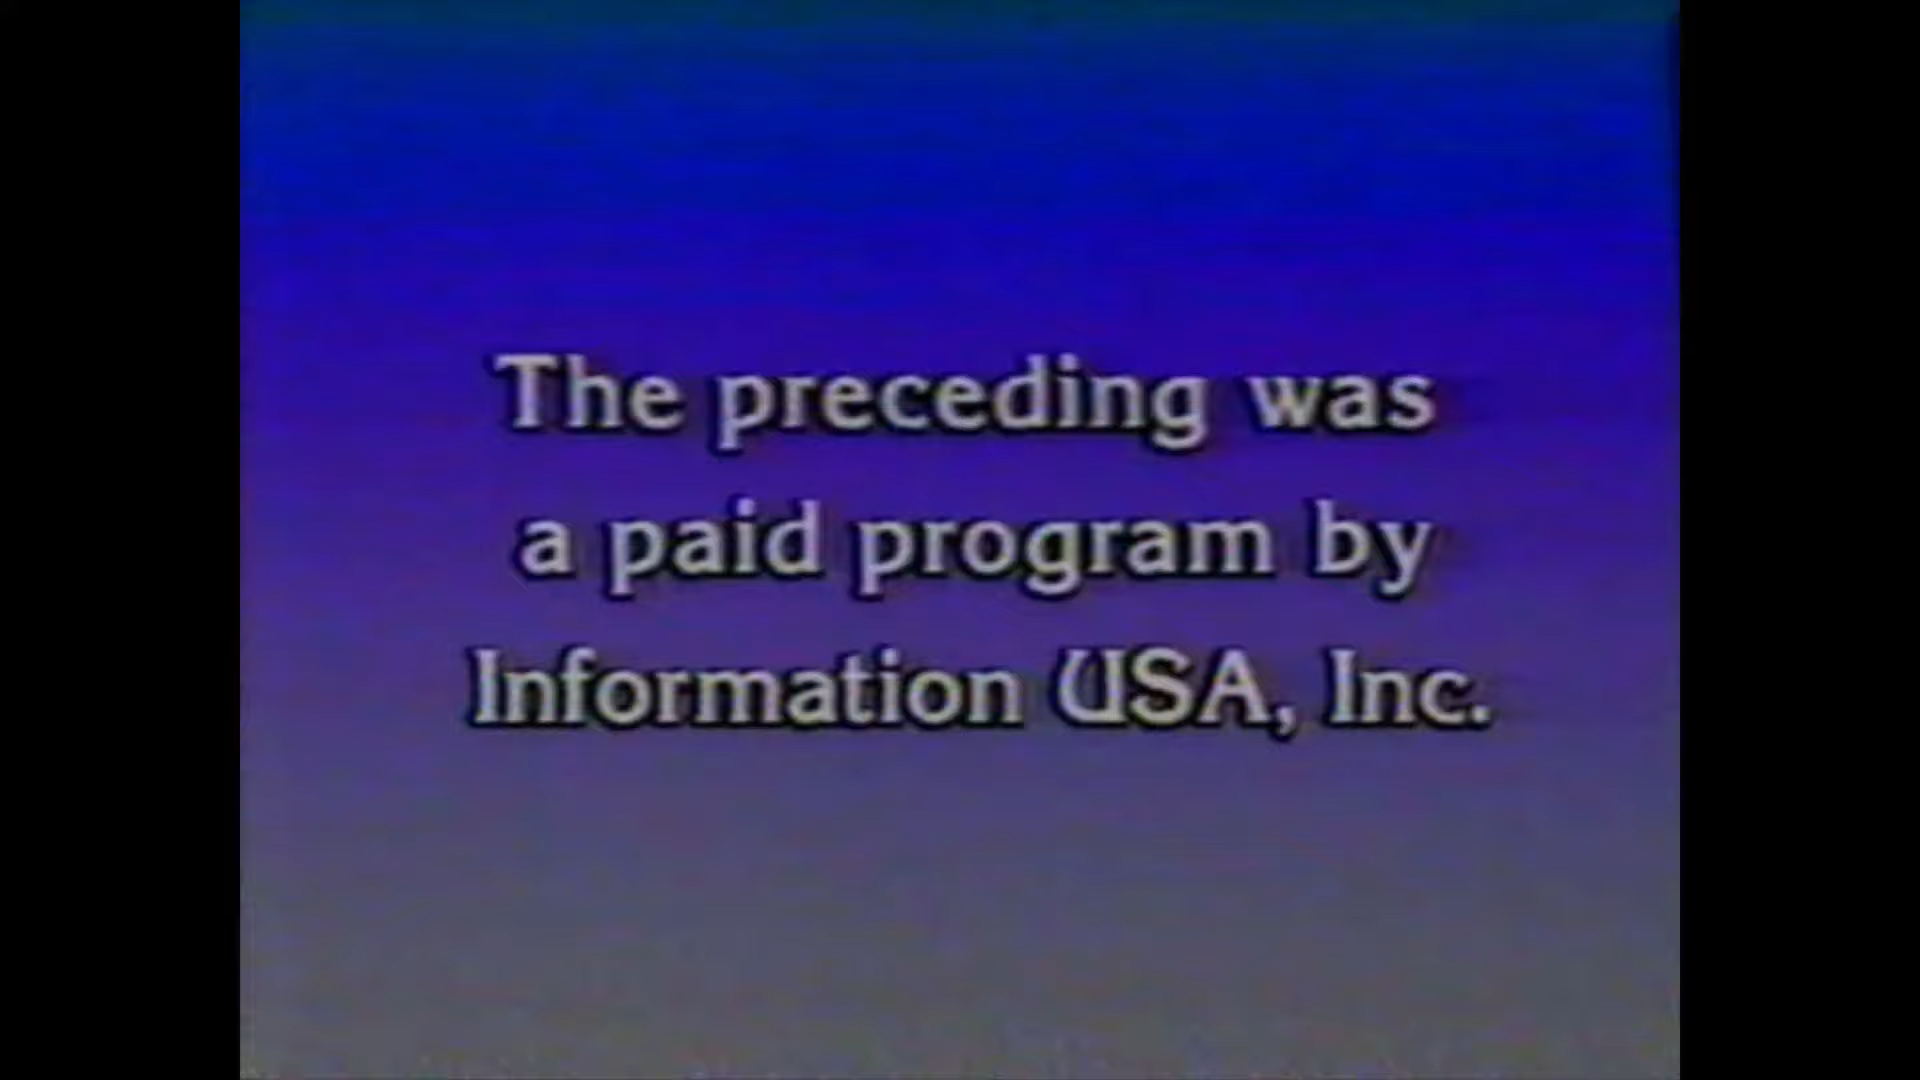 The preceding was
a paid program by
Information USA, Inc.